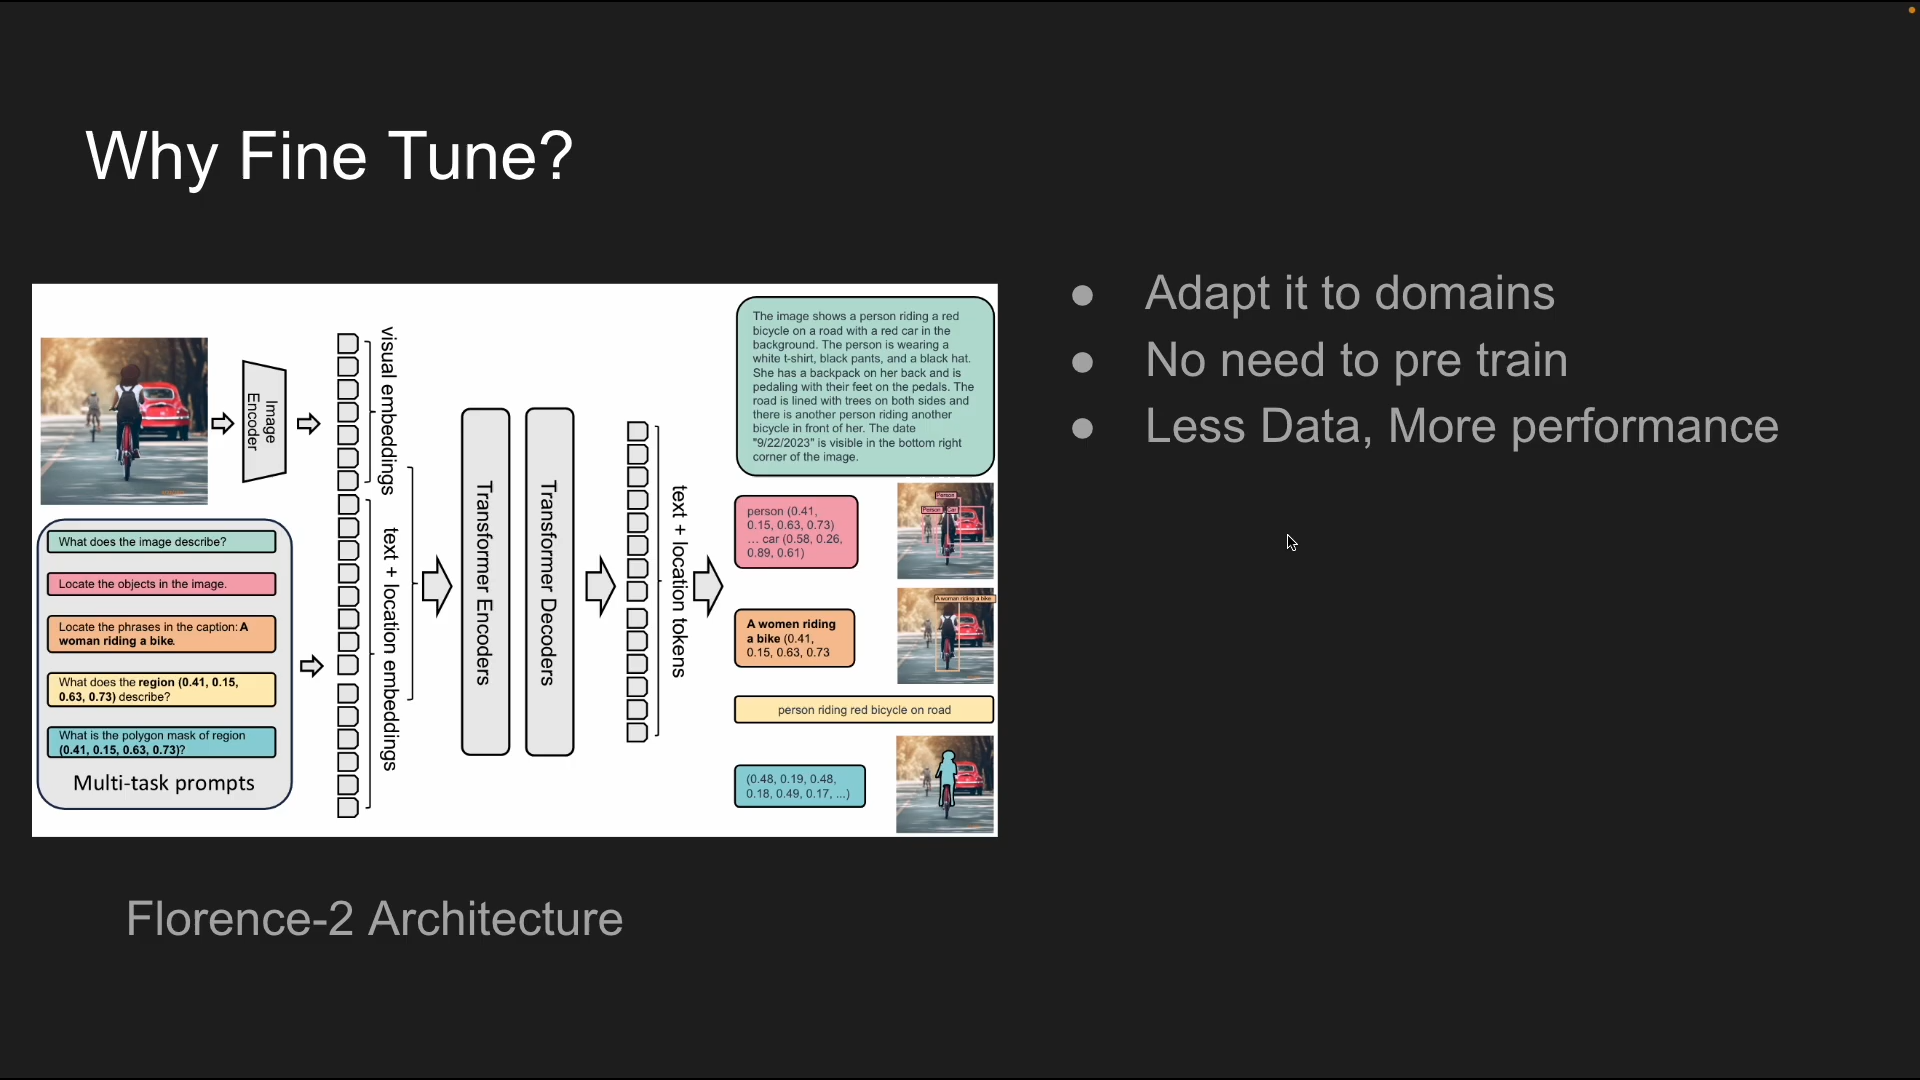 Why Fine Tune?
Image
Encoder
visual embeddings
text + location embeddings
What does the image describe?
Locate the objects in the image.
Locate the phrases in the caption: A
woman riding a bike.
What does the region (0.41, 0.15,
0.63, 0.73) describe?
What is the polygon mask of region
(0.41, 0.15, 0.63, 0.73)?
Multi-task prompts
Transformer Encoders
Transformer Decoders
text + location tokens
The image shows a person riding a red
bicycle on a road with a red car in the
background. The person is wearing a
white t-shirt, black pants, and a black hat.
She has a backpack on her back and is
pedaling with their feet on the pedals. The
road is lined with trees on both sides and
there is another person riding another
bicycle in front of her. The date
"9/22/2023" is visible in the bottom right
corner of the image.
person (0.41,
0.15, 0.63, 0.73)
... car (0.58, 0.26,
0.89, 0.61)
Person
Person
Car
A women riding
a bike (0.41,
0.15, 0.63, 0.73
A woman riding a bike
person riding red bicycle on road
(0.48, 0.19, 0.48,
0.18, 0.49, 0.17, ...)
Florence-2 Architecture
● Adapt it to domains
● No need to pre train
● Less Data, More performance